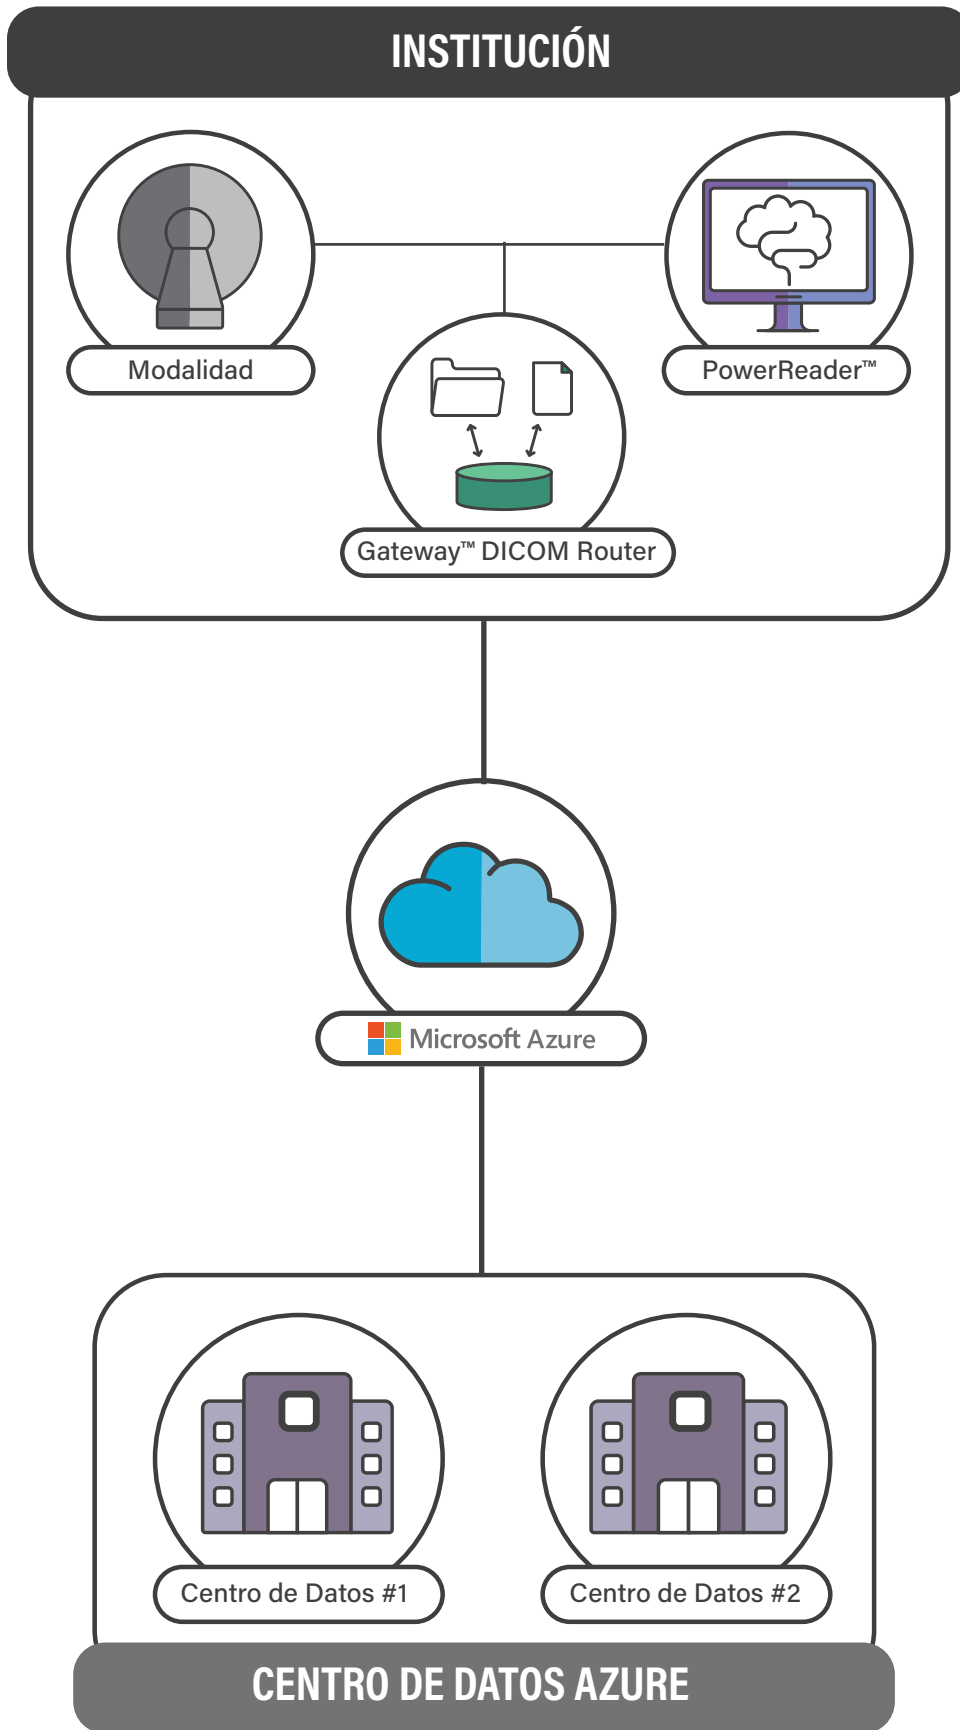 INSTITUCIÓN
Modalidad
PowerReader™
Gateway™ DICOM Router
Microsoft Azure
Centro de Datos #1
Centro de Datos #2
CENTRO DE DATOS AZURE